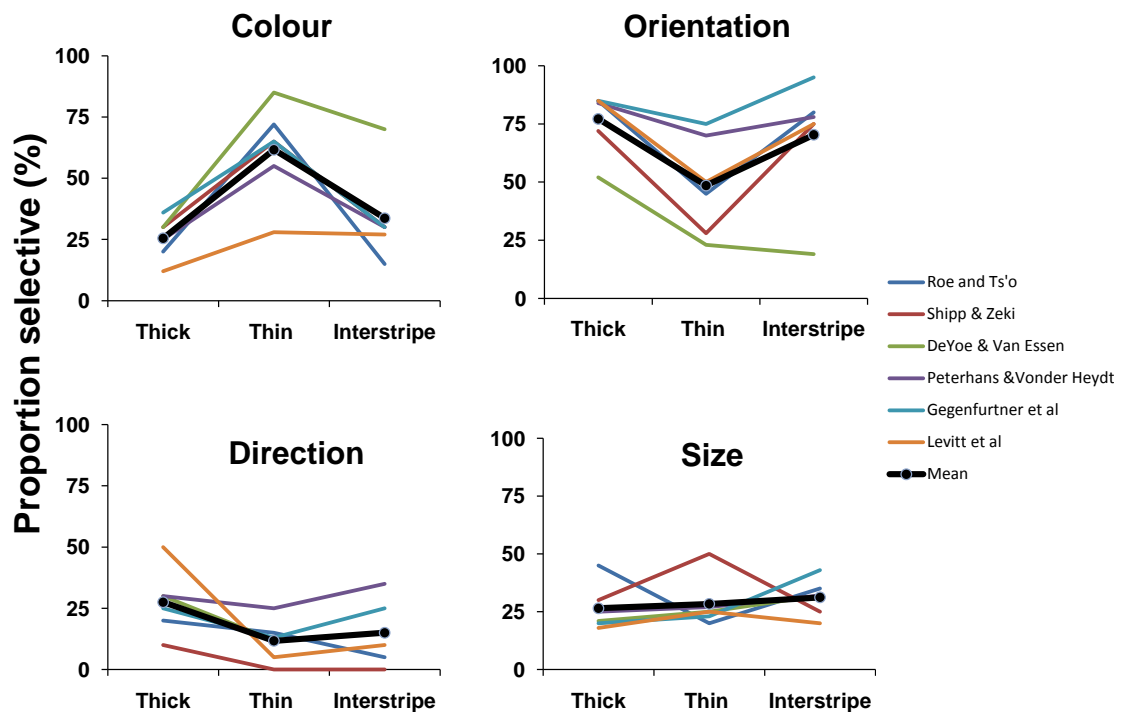 Proportion selective (%)
Colour
100
75
50
25
0
Thick Thin Interstripe
Orientation
100
75
50
25
0
Thick Thin Interstripe
Direction
100
75
50
25
0
Thick Thin Interstripe
Size
100
75
50
25
0
Thick Thin Interstripe
Roe and Ts'o
Shipp & Zeki
DeYoe & Van Essen
Peterhans &Vonder Heydt
Gegenfurtner et al
Levitt et al
Mean